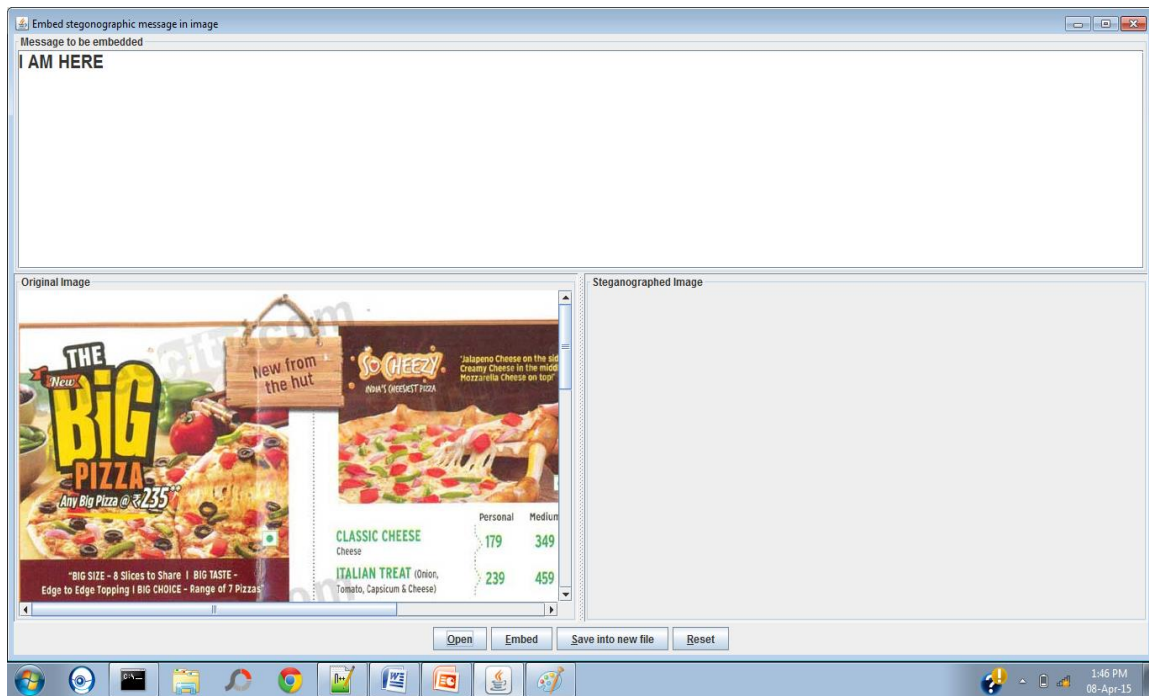 Embed stegonographic message in image
Message to be embedded
I AM HERE
Original Image
Steganographed Image
THE
New
BIG
PIZZA
Any Big Pizza @ ₹235**
"BIG SIZE - 8 Slices to Share I BIG TASTE -
Edge to Edge Topping I BIG CHOICE - Range of 7 Pizzas"
New from
the hut
SO CHEEZY
INDIA'S CHEESIEST PIZZA
"Jalapeno Cheese on the sid
Creamy Cheese in the midd
Mozzarella Cheese on top!"
Personal Medium
CLASSIC CHEESE 179 349
Cheese
ITALIAN TREAT (Onion, 239 459
Tomato, Capsicum & Cheese)
Open Embed Save into new file Reset
1:46 PM
08-Apr-15